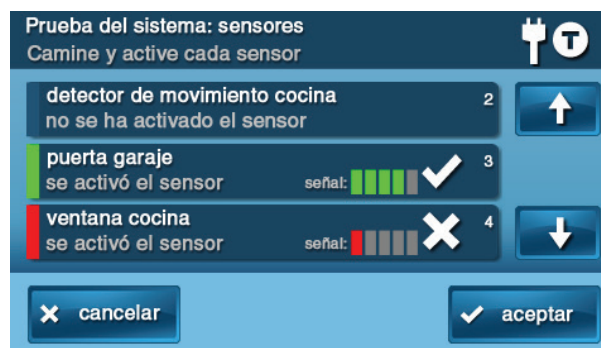 Prueba del sistema: sensores
Camine y active cada sensor
T
detector de movimiento cocina 2
no se ha activado el sensor
puerta garaje 3
se activó el sensor señal:
ventana cocina 4
se activó el sensor señal:
cancelar aceptar